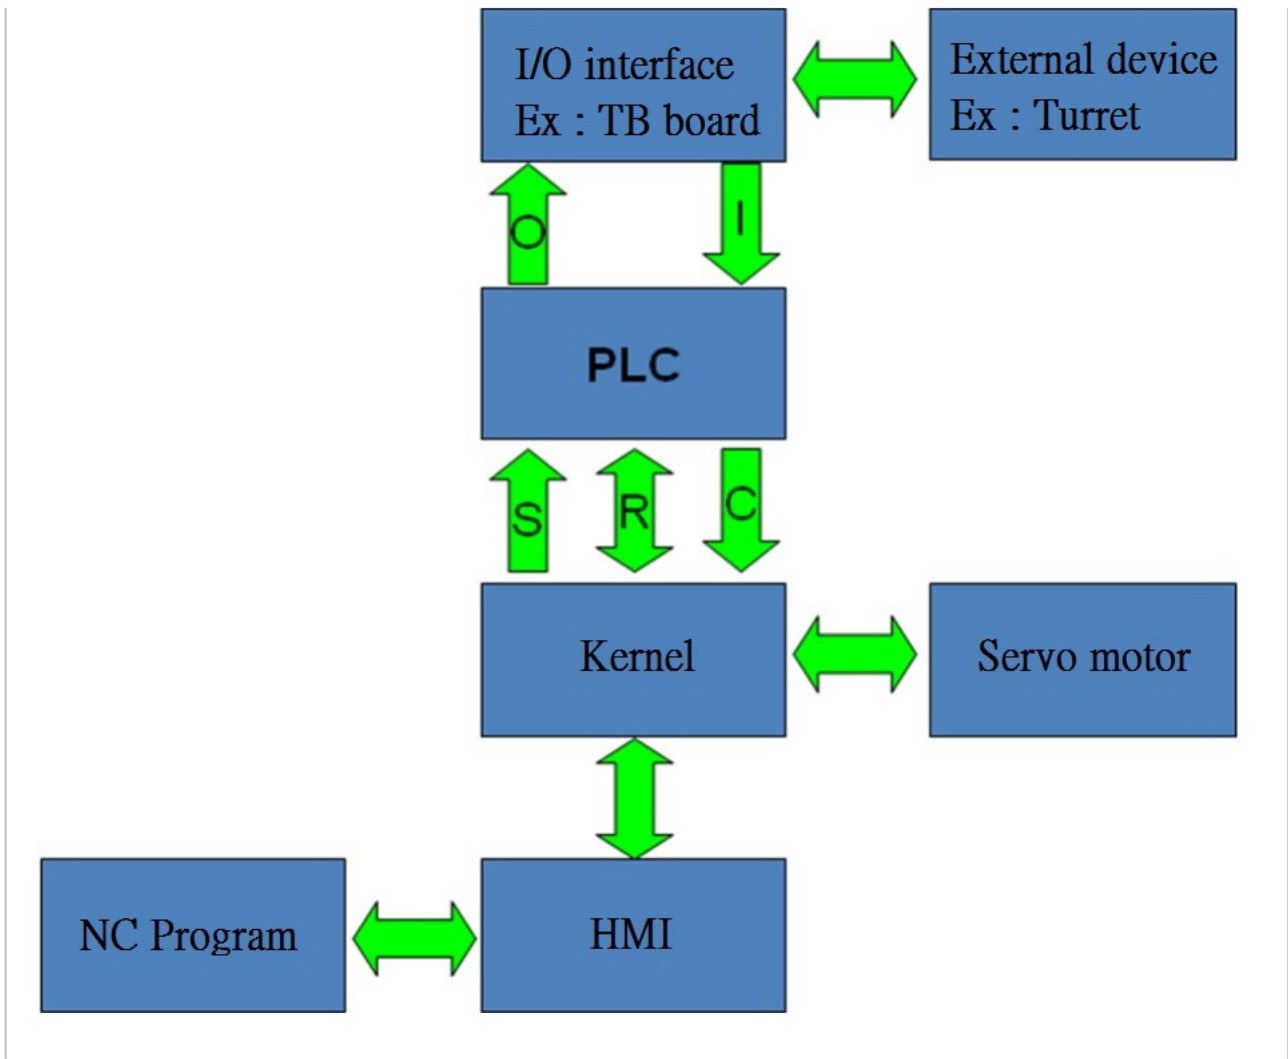 I/O interface
Ex : TB board
External device
Ex : Turret
O
I
PLC
S
R
C
Kernel
Servo motor
NC Program
HMI